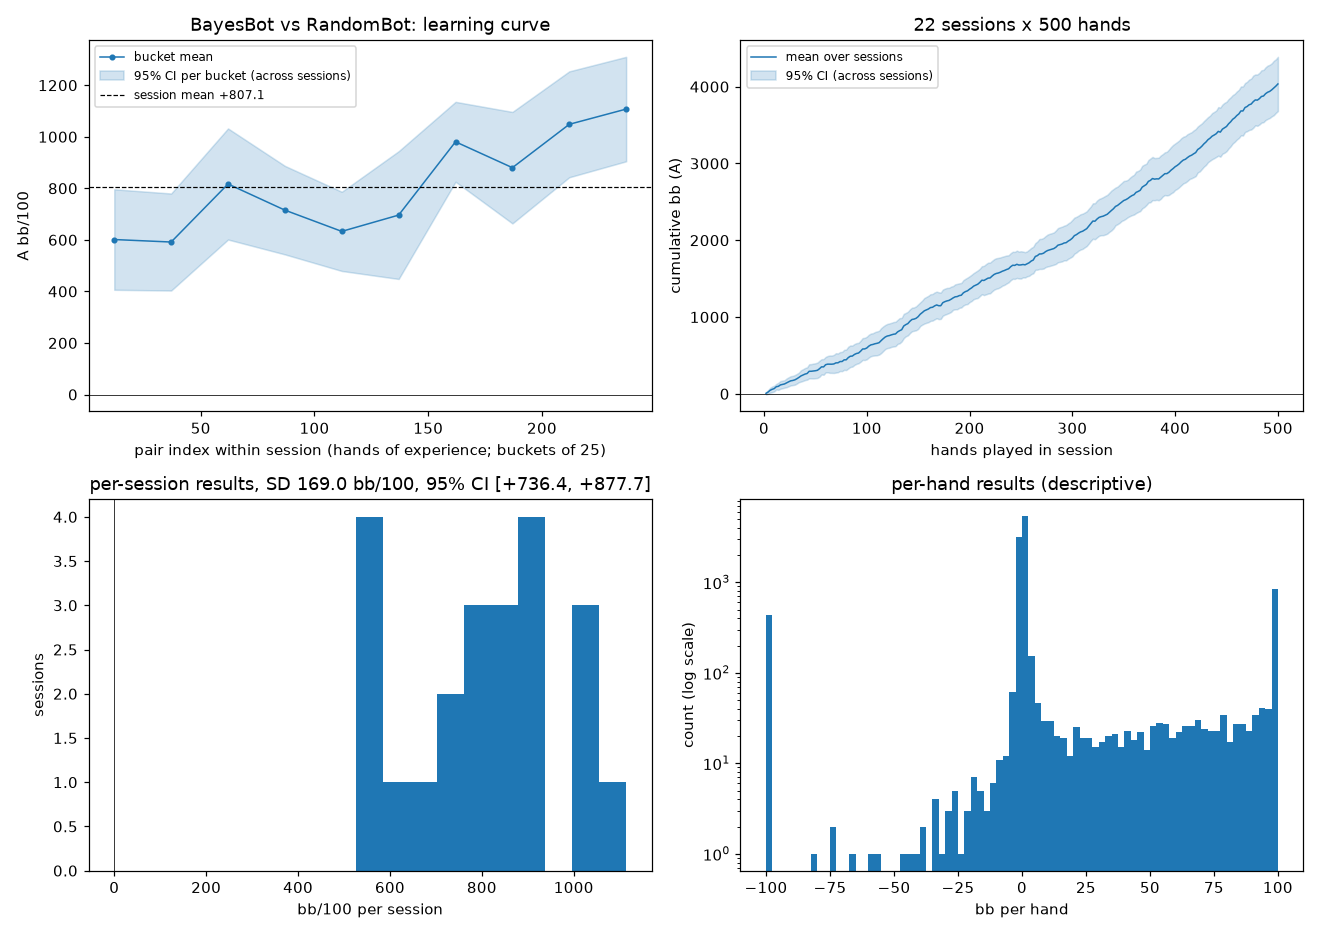 BayesBot vs RandomBot: learning curve
bucket mean
95% CI per bucket (across sessions)
session mean +807.1
1200
1000
800
600
400
200
0
A bb/100
50
100
150
200
pair index within session (hands of experience; buckets of 25)
22 sessions x 500 hands
mean over sessions
95% CI (across sessions)
4000
3000
2000
1000
0
cumulative bb (A)
0
100
200
300
400
500
hands played in session
per-session results, SD 169.0 bb/100, 95% CI [+736.4, +877.7]
4.0
3.5
3.0
2.5
2.0
1.5
1.0
0.5
0.0
sessions
0
200
400
600
800
1000
bb/100 per session
per-hand results (descriptive)
10³
10²
10¹
10⁰
count (log scale)
−100
−75
−50
−25
0
25
50
75
100
bb per hand